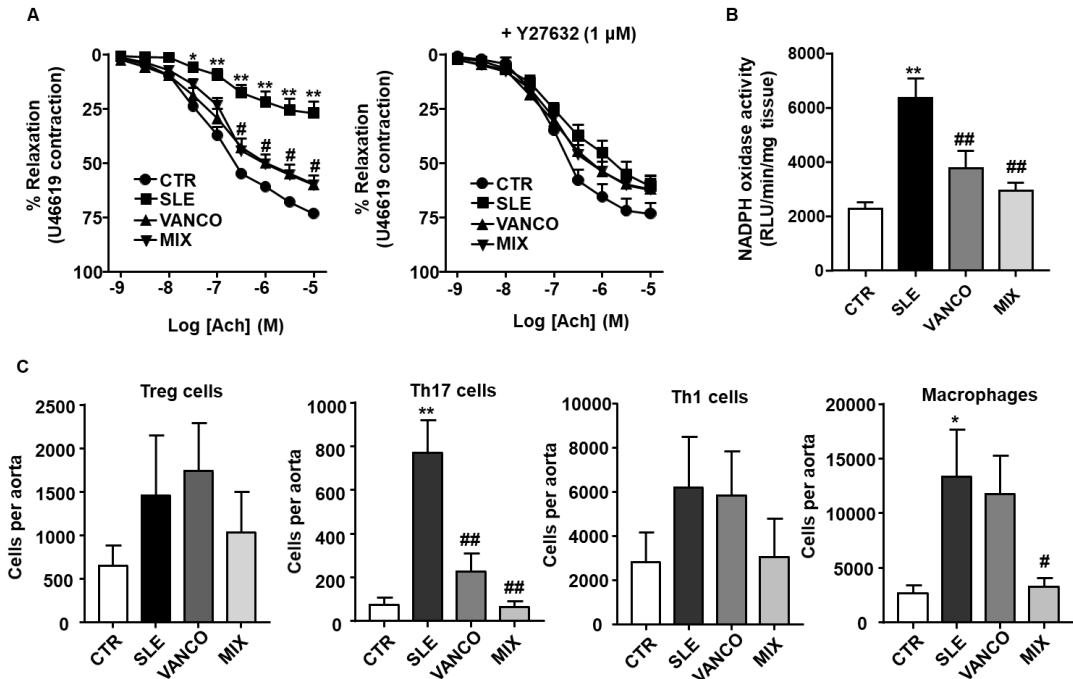 A
+ Y27632 (1 µM)
B
0
25
50
75
100
% Relaxation
(U46619 contraction)
* ** ** ** ** **
# # # #
CTR
SLE
VANCO
MIX
-9 -8 -7 -6 -5
Log [Ach] (M)
0
25
50
75
100
% Relaxation
(U46619 contraction)
CTR
SLE
VANCO
MIX
-9 -8 -7 -6 -5
Log [Ach] (M)
NADPH oxidase activity
(RLU/min/mg tissue)
8000
6000
4000
2000
0
**
##
##
CTR SLE VANCO MIX
C
Treg cells
Cells per aorta
2500
2000
1500
1000
500
0
CTR SLE VANCO MIX
Th17 cells
Cells per aorta
1000
800
600
400
200
0
**
##
##
CTR SLE VANCO MIX
Th1 cells
Cells per aorta
10000
8000
6000
4000
2000
0
CTR SLE VANCO MIX
Macrophages
Cells per aorta
20000
15000
10000
5000
0
*
#
CTR SLE VANCO MIX